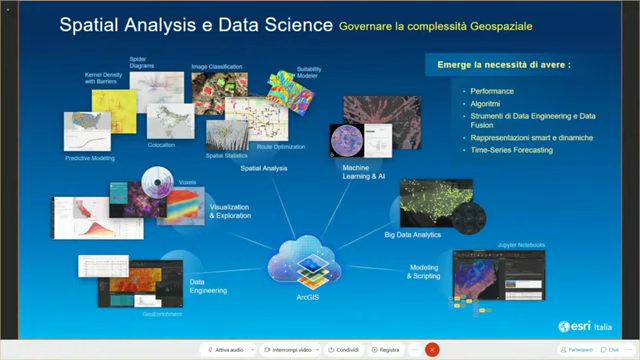 Spatial Analysis e Data Science Governare la complessità Geospaziale
Emerge la necessità di avere :
• Performance
• Algoritmi
• Strumenti di Data Engineering e Data
Fusion
• Rappresentazioni smart e dinamiche
• Time-Series Forecasting
Spider
Diagrams
Image Classification
Suitability
Modeler
Kernel Density
with Barriers
Predictive Modeling
Colocation
Spatial Statistics
Route Optimization
Spatial Analysis
Machine
Learning & AI
Voxels
Visualization
& Exploration
Big Data Analytics
Jupyter Notebooks
Data
Engineering
Modeling
& Scripting
GeoEnrichment
ArcGIS
esri Italia
Attiva audio
Interrompi video
Condividi
Registra
Partecipanti
Chat